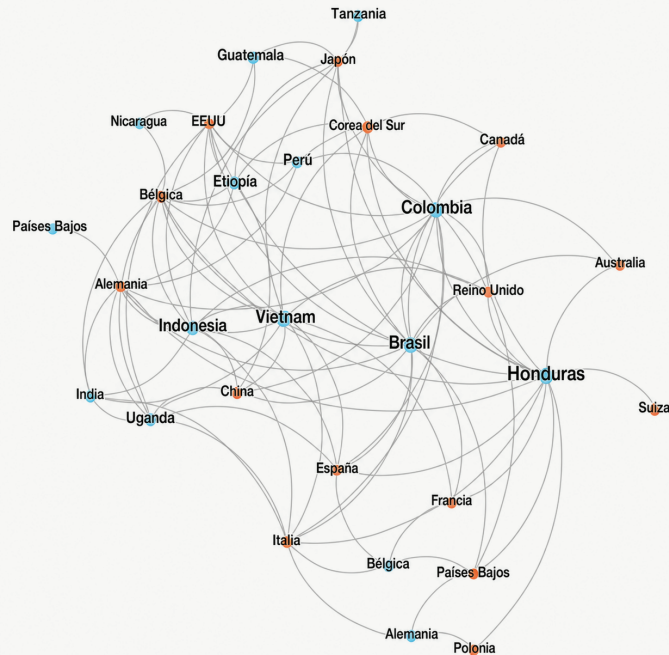 Tanzania
Guatemala
Japón
Nicaragua
EEUU
Corea del Sur
Canadá
Perú
Etiopía
Bélgica
Colombia
Países Bajos
Australia
Alemania
Reino Unido
Indonesia
Vietnam
Brasil
Honduras
India
China
Suiza
Uganda
España
Francia
Italia
Bélgica
Países Bajos
Alemania
Polonia